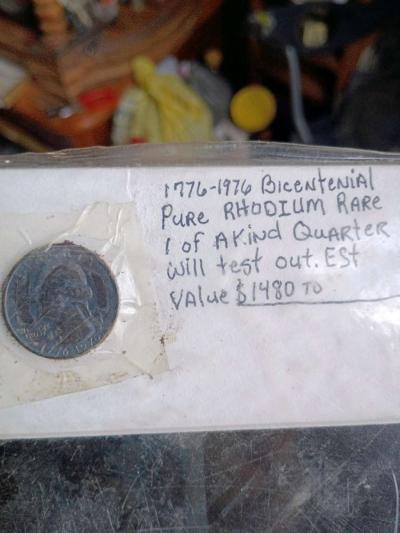 1776-1976 Bicentenial
Pure RHODIUM RARE
1 of A Kind Quarter
will test out. ESt
Value $1480 TO